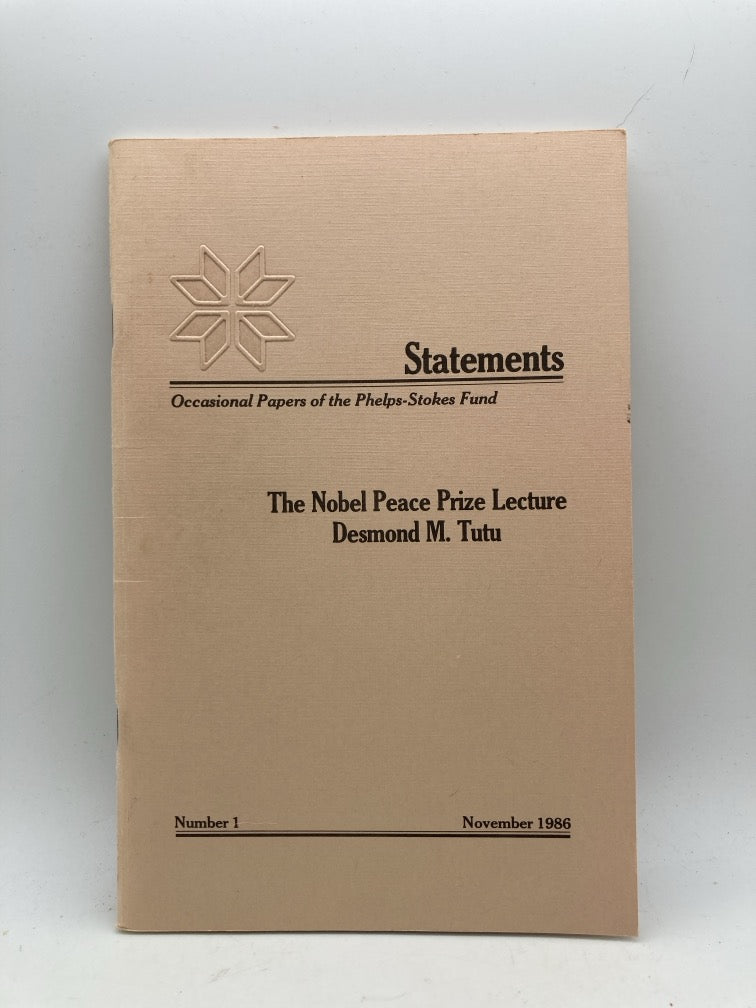 Statements
Occasional Papers of the Phelps-Stokes Fund
The Nobel Peace Prize Lecture
Desmond M. Tutu
Number 1 November 1986